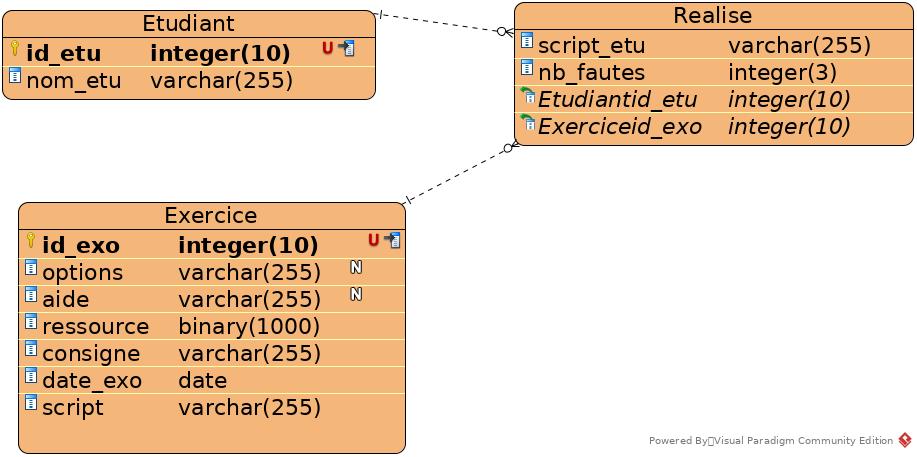 Etudiant
id_etu integer(10) U
nom_etu varchar(255)
Realise
script_etu varchar(255)
nb_fautes integer(3)
Etudiantid_etu integer(10)
Exerciceid_exo integer(10)
Exercice
id_exo integer(10) U
options varchar(255) N
aide varchar(255) N
ressource binary(1000)
consigne varchar(255)
date_exo date
script varchar(255)
Powered By Visual Paradigm Community Edition